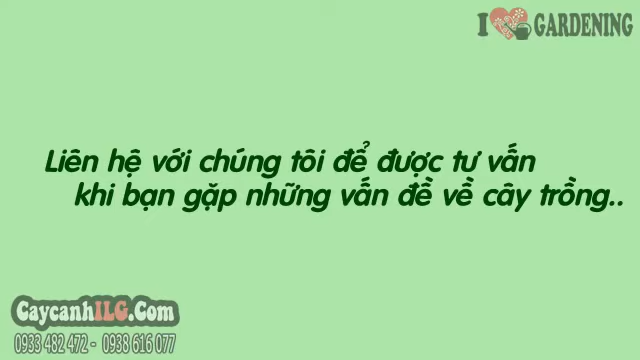 I GARDENING
Liên hệ với chúng tôi để được tư vấn
khi bạn gặp những vấn đề về cây trồng..
CaycanhILG.Com
0933 482 472 - 0938 616 077